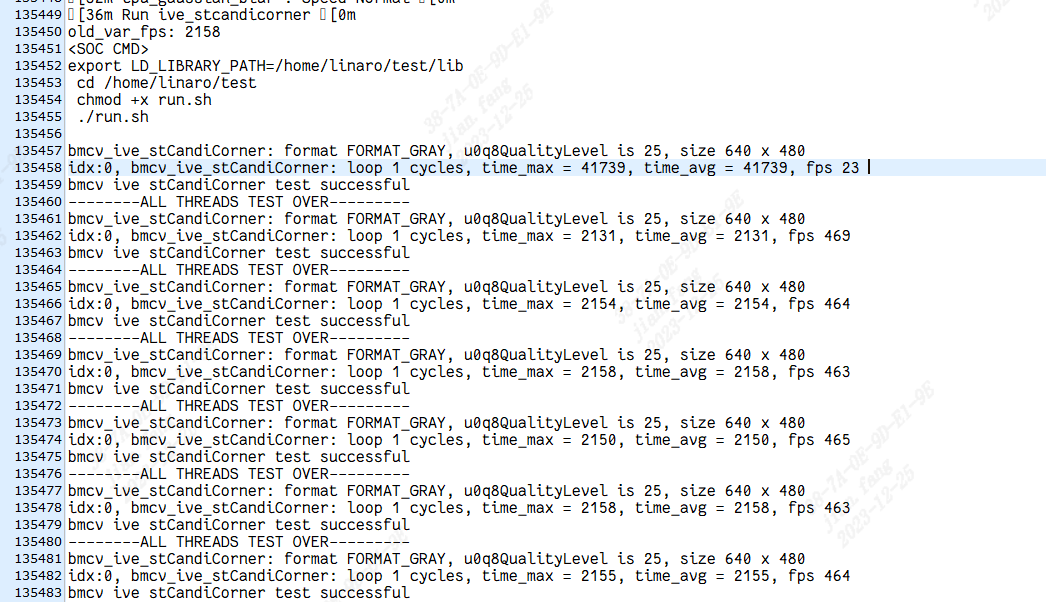 135449 [36m Run ive_stcandicorner [0m
135450 old_var_fps: 2158
135451 <SOC CMD>
135452 export LD_LIBRARY_PATH=/home/linaro/test/lib
135453 cd /home/linaro/test
135454 chmod +x run.sh
135455 ./run.sh
135456
135457 bmcv_ive_stCandiCorner: format FORMAT_GRAY, u0q8QualityLevel is 25, size 640 x 480
135458 idx:0, bmcv_ive_stCandiCorner: loop 1 cycles, time_max = 41739, time_avg = 41739, fps 23
135459 bmcv ive stCandiCorner test successful
135460 --------ALL THREADS TEST OVER---------
135461 bmcv_ive_stCandiCorner: format FORMAT_GRAY, u0q8QualityLevel is 25, size 640 x 480
135462 idx:0, bmcv_ive_stCandiCorner: loop 1 cycles, time_max = 2131, time_avg = 2131, fps 469
135463 bmcv ive stCandiCorner test successful
135464 --------ALL THREADS TEST OVER---------
135465 bmcv_ive_stCandiCorner: format FORMAT_GRAY, u0q8QualityLevel is 25, size 640 x 480
135466 idx:0, bmcv_ive_stCandiCorner: loop 1 cycles, time_max = 2154, time_avg = 2154, fps 464
135467 bmcv ive stCandiCorner test successful
135468 --------ALL THREADS TEST OVER---------
135469 bmcv_ive_stCandiCorner: format FORMAT_GRAY, u0q8QualityLevel is 25, size 640 x 480
135470 idx:0, bmcv_ive_stCandiCorner: loop 1 cycles, time_max = 2158, time_avg = 2158, fps 463
135471 bmcv ive stCandiCorner test successful
135472 --------ALL THREADS TEST OVER---------
135473 bmcv_ive_stCandiCorner: format FORMAT_GRAY, u0q8QualityLevel is 25, size 640 x 480
135474 idx:0, bmcv_ive_stCandiCorner: loop 1 cycles, time_max = 2150, time_avg = 2150, fps 465
135475 bmcv ive stCandiCorner test successful
135476 --------ALL THREADS TEST OVER---------
135477 bmcv_ive_stCandiCorner: format FORMAT_GRAY, u0q8QualityLevel is 25, size 640 x 480
135478 idx:0, bmcv_ive_stCandiCorner: loop 1 cycles, time_max = 2158, time_avg = 2158, fps 463
135479 bmcv ive stCandiCorner test successful
135480 --------ALL THREADS TEST OVER---------
135481 bmcv_ive_stCandiCorner: format FORMAT_GRAY, u0q8QualityLevel is 25, size 640 x 480
135482 idx:0, bmcv_ive_stCandiCorner: loop 1 cycles, time_max = 2155, time_avg = 2155, fps 464
135483 bmcv ive stCandiCorner test successful
38-7A-0E-9D-E1-9E
jian.fang
2023-12-25